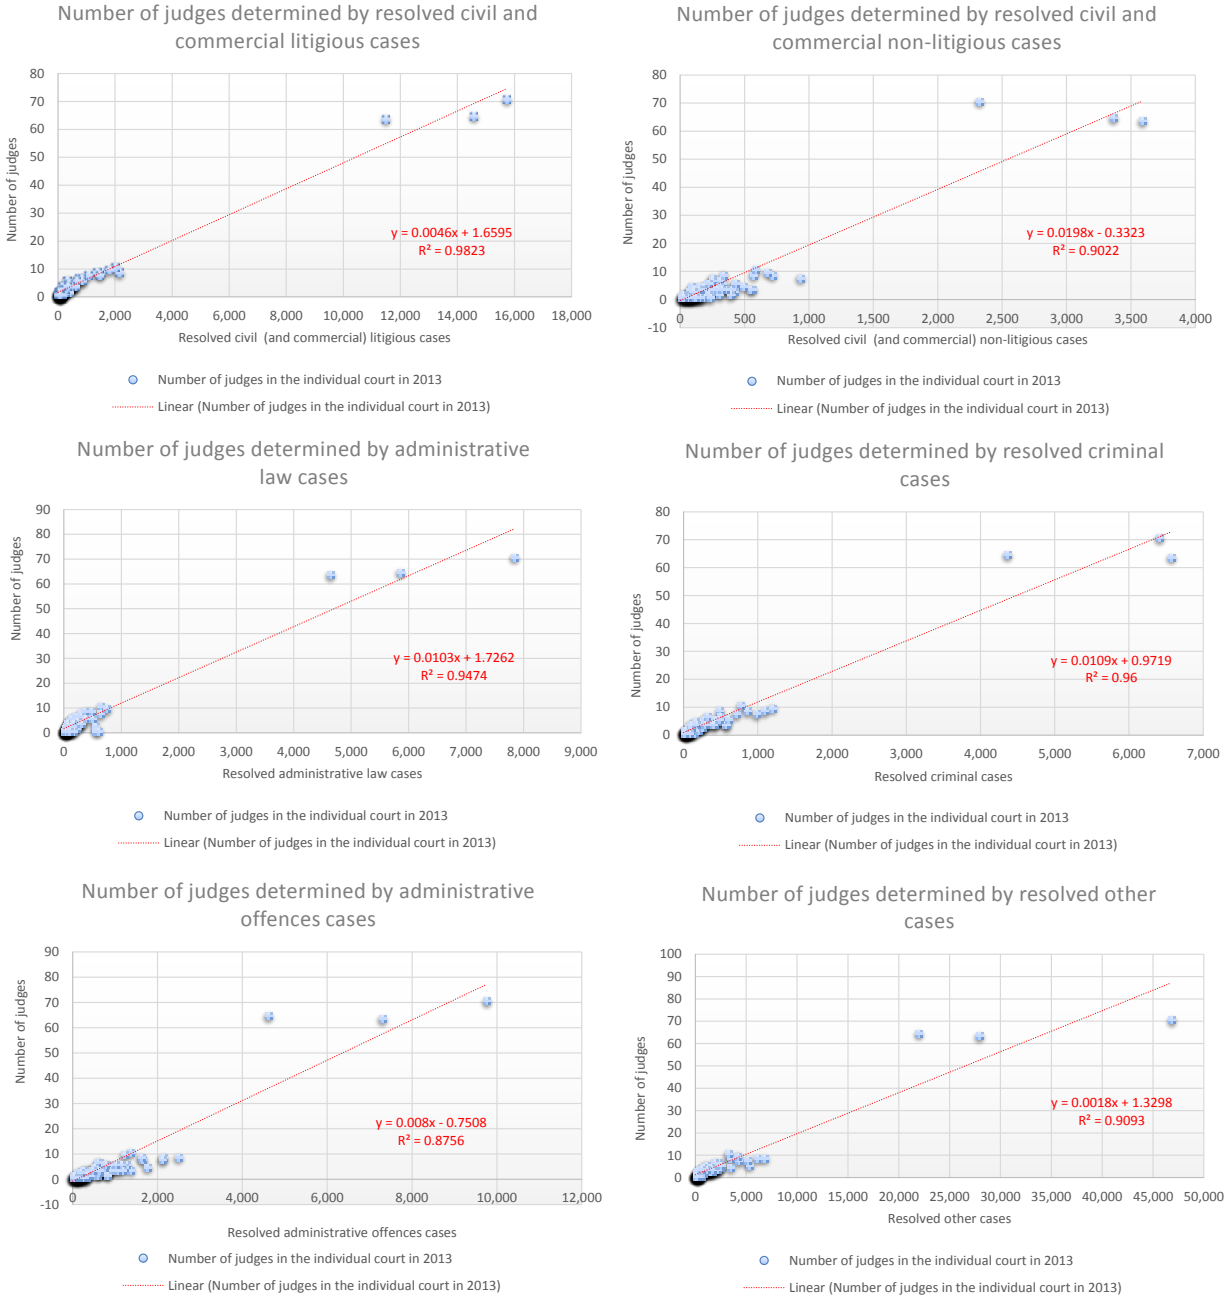 Number of judges determined by resolved civil and
commercial litigious cases
80
70
60
50
40
30
20
10
0
0 2,000 4,000 6,000 8,000 10,000 12,000 14,000 16,000 18,000
Number of judges
Resolved civil (and commercial) litigious cases
y = 0.0046x + 1.6595
R² = 0.9823
Number of judges in the individual court in 2013
Linear (Number of judges in the individual court in 2013)
Number of judges determined by resolved civil and
commercial non-litigious cases
80
70
60
50
40
30
20
10
0
-10
0 500 1,000 1,500 2,000 2,500 3,000 3,500 4,000
Number of judges
Resolved civil (and commercial) non-litigious cases
y = 0.0198x - 0.3323
R² = 0.9022
Number of judges in the individual court in 2013
Linear (Number of judges in the individual court in 2013)
Number of judges determined by administrative
law cases
90
80
70
60
50
40
30
20
10
0
0 1,000 2,000 3,000 4,000 5,000 6,000 7,000 8,000 9,000
Number of judges
Resolved administrative law cases
y = 0.0103x + 1.7262
R² = 0.9474
Number of judges in the individual court in 2013
Linear (Number of judges in the individual court in 2013)
Number of judges determined by resolved criminal
cases
80
70
60
50
40
30
20
10
0
0 1,000 2,000 3,000 4,000 5,000 6,000 7,000
Number of judges
Resolved criminal cases
y = 0.0109x + 0.9719
R² = 0.96
Number of judges in the individual court in 2013
Linear (Number of judges in the individual court in 2013)
Number of judges determined by administrative
offences cases
90
80
70
60
50
40
30
20
10
0
-10
0 2,000 4,000 6,000 8,000 10,000 12,000
Number of judges
Resolved administrative offences cases
y = 0.008x - 0.7508
R² = 0.8756
Number of judges in the individual court in 2013
Linear (Number of judges in the individual court in 2013)
Number of judges determined by resolved other
cases
100
90
80
70
60
50
40
30
20
10
0
0 5,000 10,000 15,000 20,000 25,000 30,000 35,000 40,000 45,000 50,000
Number of judges
Resolved other cases
y = 0.0018x + 1.3298
R² = 0.9093
Number of judges in the individual court in 2013
Linear (Number of judges in the individual court in 2013)